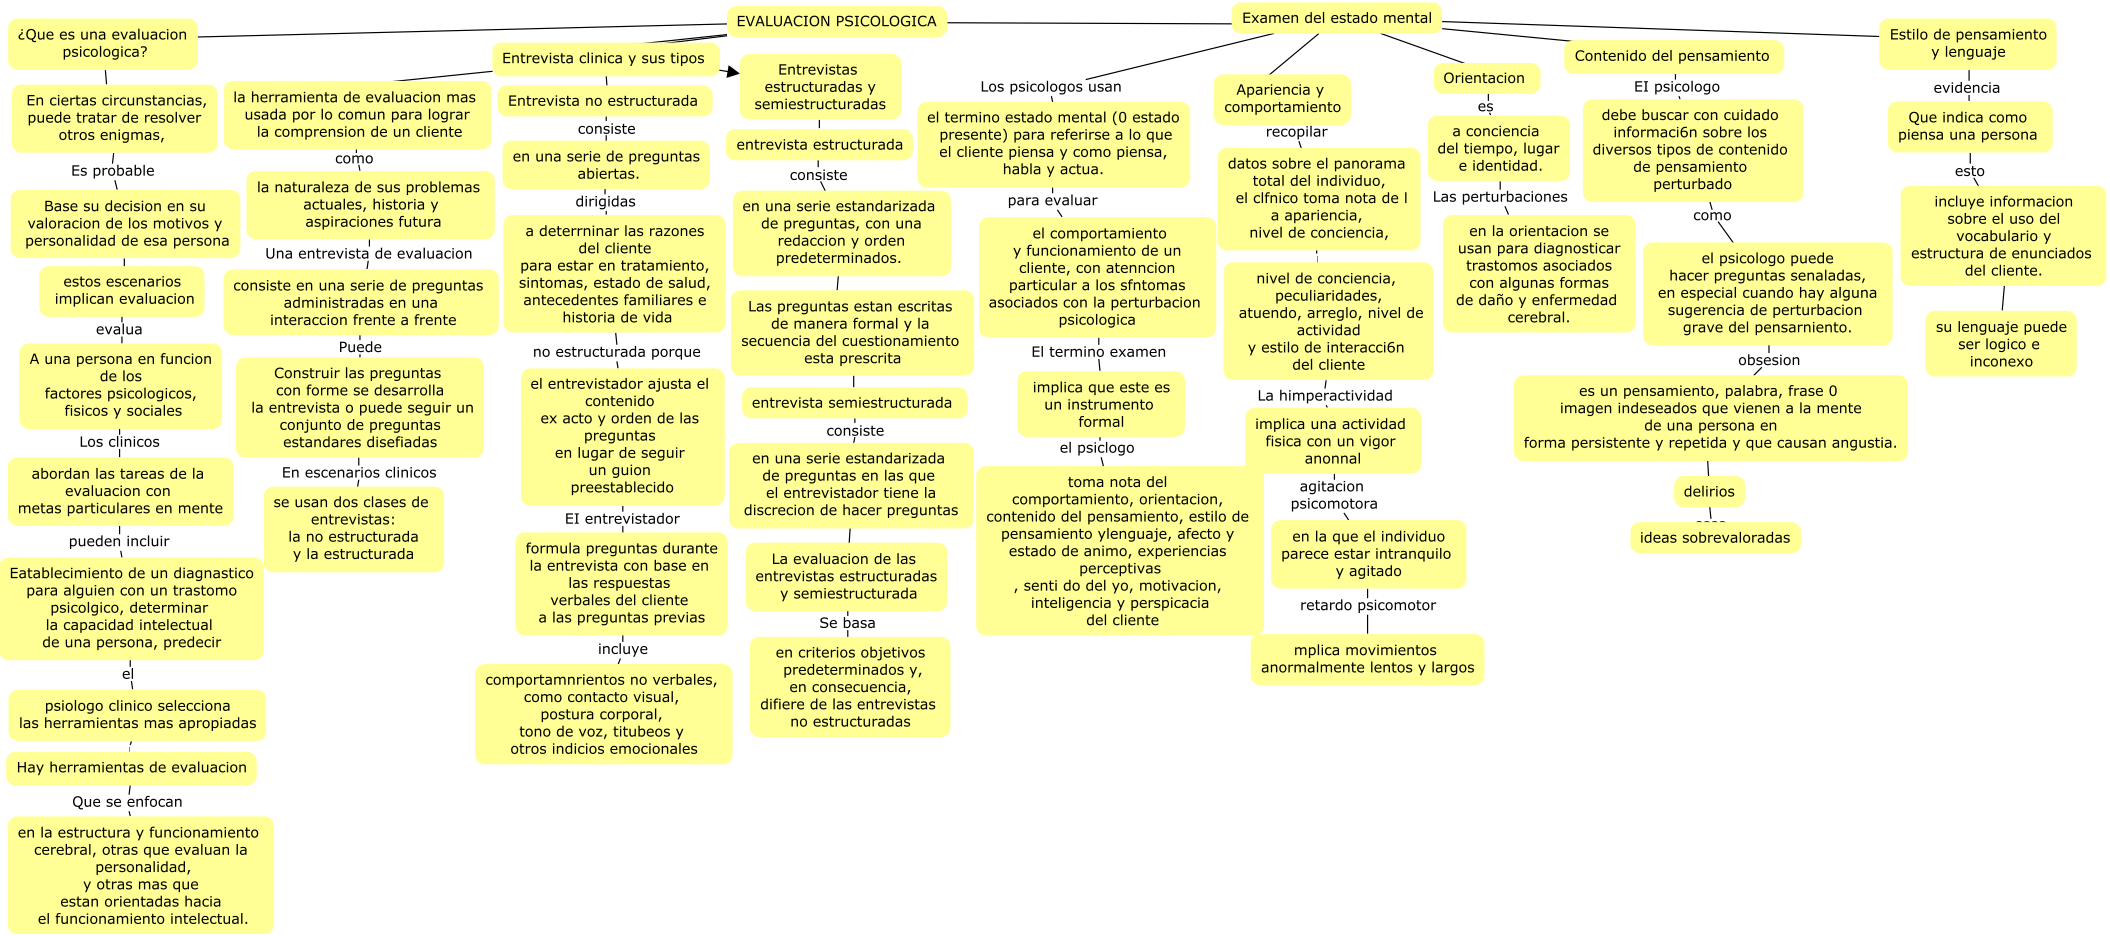 EVALUACION PSICOLOGICA
¿Que es una evaluacion
psicologica?
En ciertas circunstancias,
puede tratar de resolver
otros enigmas,
Es probable
Base su decision en su
valoracion de los motivos y
personalidad de esa persona
estos escenarios
implican evaluacion
evalua
A una persona en funcion
de los
factores psicologicos,
fisicos y sociales
Los clinicos
abordan las tareas de la
evaluacion con
metas particulares en mente
pueden incluir
Eatablecimiento de un diagnastico
para alguien con un trastomo
psicolgico, determinar
la capacidad intelectual
de una persona, predecir
el
psiologo clinico selecciona
las herramientas mas apropiadas
Hay herramientas de evaluacion
Que se enfocan
en la estructura y funcionamiento
cerebral, otras que evaluan la
personalidad,
y otras mas que
estan orientadas hacia
el funcionamiento intelectual.
Entrevista clinica y sus tipos
la herramienta de evaluacion mas
usada por lo comun para lograr
la comprension de un cliente
como
la naturaleza de sus problemas
actuales, historia y
aspiraciones futura
Una entrevista de evaluacion
consiste en una serie de preguntas
administradas en una
interaccion frente a frente
Puede
Construir las preguntas
con forme se desarrolla
la entrevista o puede seguir un
conjunto de preguntas
estandares disefiadas
En escenarios clinicos
se usan dos clases de
entrevistas:
la no estructurada
y la estructurada
Entrevista no estructurada
consiste
en una serie de preguntas
abiertas.
dirigidas
a deterrninar las razones
del cliente
para estar en tratamiento,
sintomas, estado de salud,
antecedentes familiares e
historia de vida
no estructurada porque
el entrevistador ajusta el
contenido
ex acto y orden de las
preguntas
en lugar de seguir
un guion
preestablecido
EI entrevistador
formula preguntas durante
la entrevista con base en
las respuestas
verbales del cliente
a las preguntas previas
incluye
comportamnrientos no verbales,
como contacto visual,
postura corporal,
tono de voz, titubeos y
otros indicios emocionales
Entrevistas
estructuradas y
semiestructuradas
entrevista estructurada
consiste
en una serie estandarizada
de preguntas, con una
redaccion y orden
predeterminados.
Las preguntas estan escritas
de manera formal y la
secuencia del cuestionamiento
esta prescrita
entrevista semiestructurada
consiste
en una serie estandarizada
de preguntas en las que
el entrevistador tiene la
discrecion de hacer preguntas
La evaluacion de las
entrevistas estructuradas
y semiestructurada
Se basa
en criterios objetivos
predeterminados y,
en consecuencia,
difiere de las entrevistas
no estructuradas
Examen del estado mental
Los psicologos usan
el termino estado mental (0 estado
presente) para referirse a lo que
el cliente piensa y como piensa,
habla y actua.
para evaluar
el comportamiento
y funcionamiento de un
cliente, con atenncion
particular a los sfntomas
asociados con la perturbacion
psicologica
El termino examen
implica que este es
un instrumento
formal
el psiclogo
toma nota del
comportamiento, orientacion,
contenido del pensamiento, estilo de
pensamiento ylenguaje, afecto y
estado de animo, experiencias
perceptivas
, senti do del yo, motivacion,
inteligencia y perspicacia
del cliente
Apariencia y
comportamiento
recopilar
datos sobre el panorama
total del individuo,
el clfnico toma nota de l
a apariencia,
nivel de conciencia,
nivel de conciencia,
peculiaridades,
atuendo, arreglo, nivel de
actividad
y estilo de interacci6n
del cliente
La himperactividad
implica una actividad
fisica con un vigor
anonnal
agitacion
psicomotora
en la que el individuo
parece estar intranquilo
y agitado
retardo psicomotor
mplica movimientos
anormalmente lentos y largos
Orientacion
es
a conciencia
del tiempo, lugar
e identidad.
Las perturbaciones
en la orientacion se
usan para diagnosticar
trastomos asociados
con algunas formas
de daño y enfermedad
cerebral.
Contenido del pensamiento
EI psicologo
debe buscar con cuidado
informaci6n sobre los
diversos tipos de contenido
de pensamiento
perturbado
como
el psicologo puede
hacer preguntas senaladas,
en especial cuando hay alguna
sugerencia de perturbacion
grave del pensarniento.
obsesion
es un pensamiento, palabra, frase 0
imagen indeseados que vienen a la mente
de una persona en
forma persistente y repetida y que causan angustia.
delirios
ideas sobrevaloradas
Estilo de pensamiento
y lenguaje
evidencia
Que indica como
piensa una persona
esto
incluye informacion
sobre el uso del
vocabulario y
estructura de enunciados
del cliente.
su lenguaje puede
ser logico e
inconexo